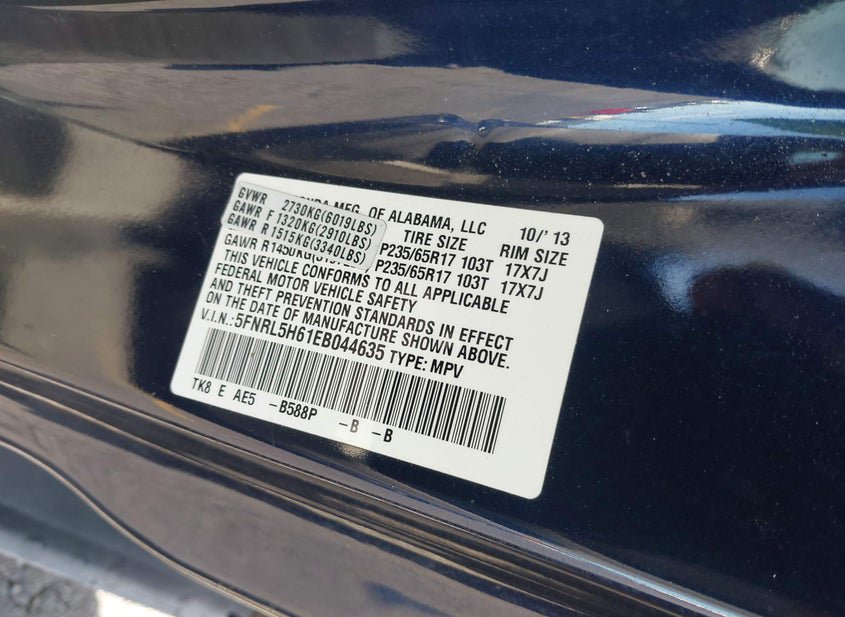 GVWR 2730KG(6019LBS)
GAWR F 1320KG(2910LBS)
GAWR R 1515KG(3340LBS)
MFG. OF ALABAMA, LLC 10/'13
TIRE SIZE RIM SIZE
P235/65R17 103T 17X7J
GAWR R1450KG P235/65R17 103T 17X7J
THIS VEHICLE CONFORMS TO ALL APPLICABLE
FEDERAL MOTOR VEHICLE SAFETY
AND THEFT PREVENTION STANDARDS IN EFFECT
ON THE DATE OF MANUFACTURE SHOWN ABOVE.
V.I.N.:5FNRL5H61EB044635 TYPE: MPV
TK8 E AE5 -B588P -B -B